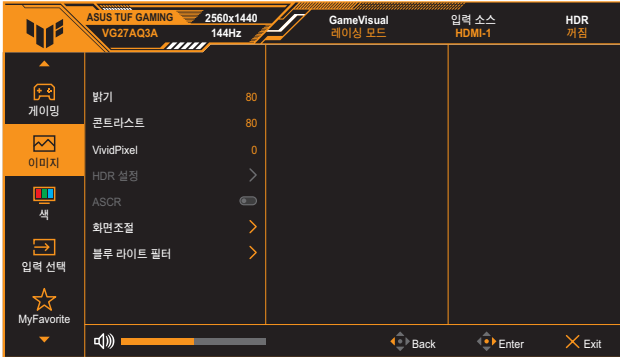 ASUS TUF GAMING 2560x1440
VG27AQ3A 144Hz
GameVisual
레이싱 모드
입력 소스
HDMI-1
HDR
꺼짐
게이밍
이미지
색
입력 선택
MyFavorite
밝기 80
콘트라스트 80
VividPixel 0
HDR 설정
ASCR
화면조절
블루 라이트 필터
Back
Enter
Exit